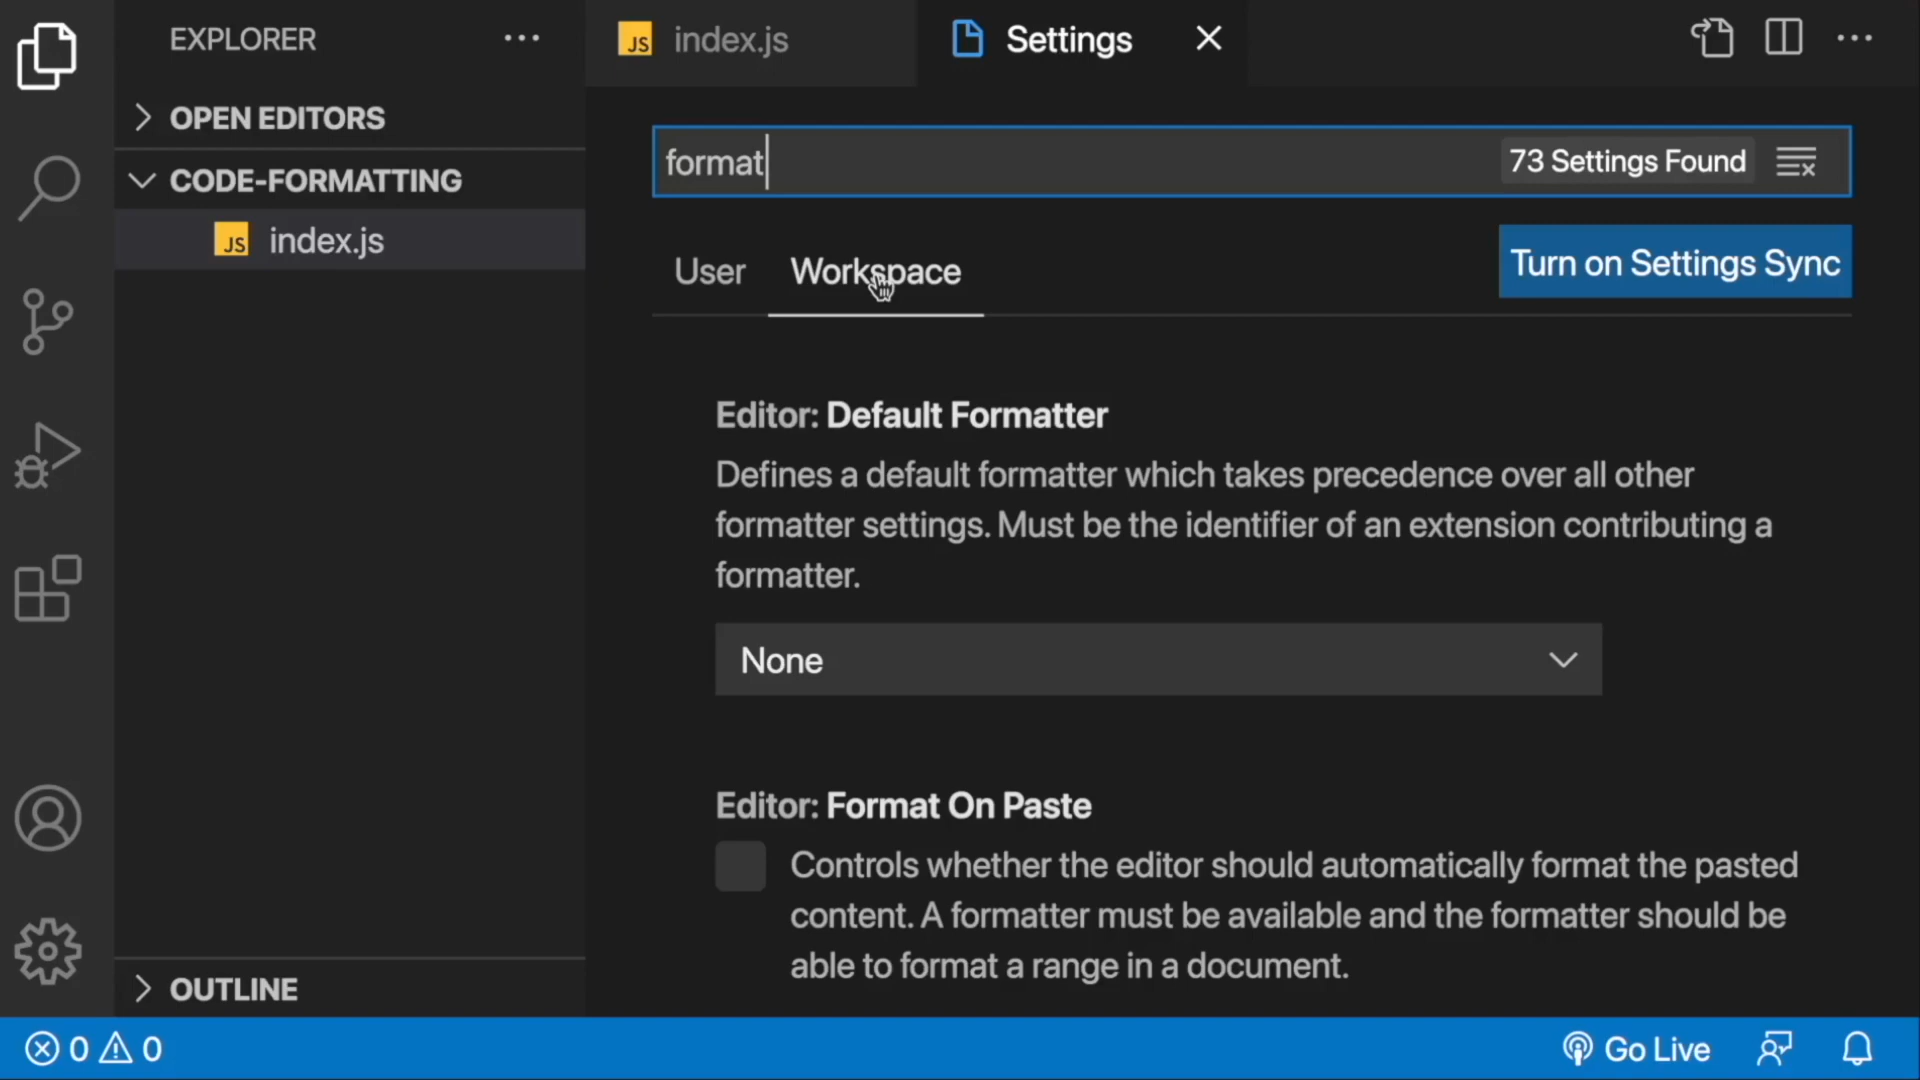 EXPLORER
OPEN EDITORS
CODE-FORMATTING
JS index.js
OUTLINE
JS index.js
Settings
format
73 Settings Found
User
Workspace
Turn on Settings Sync
Editor: Default Formatter
Defines a default formatter which takes precedence over all other
formatter settings. Must be the identifier of an extension contributing a
formatter.
None
Editor: Format On Paste
Controls whether the editor should automatically format the pasted
content. A formatter must be available and the formatter should be
able to format a range in a document.
0 0
Go Live